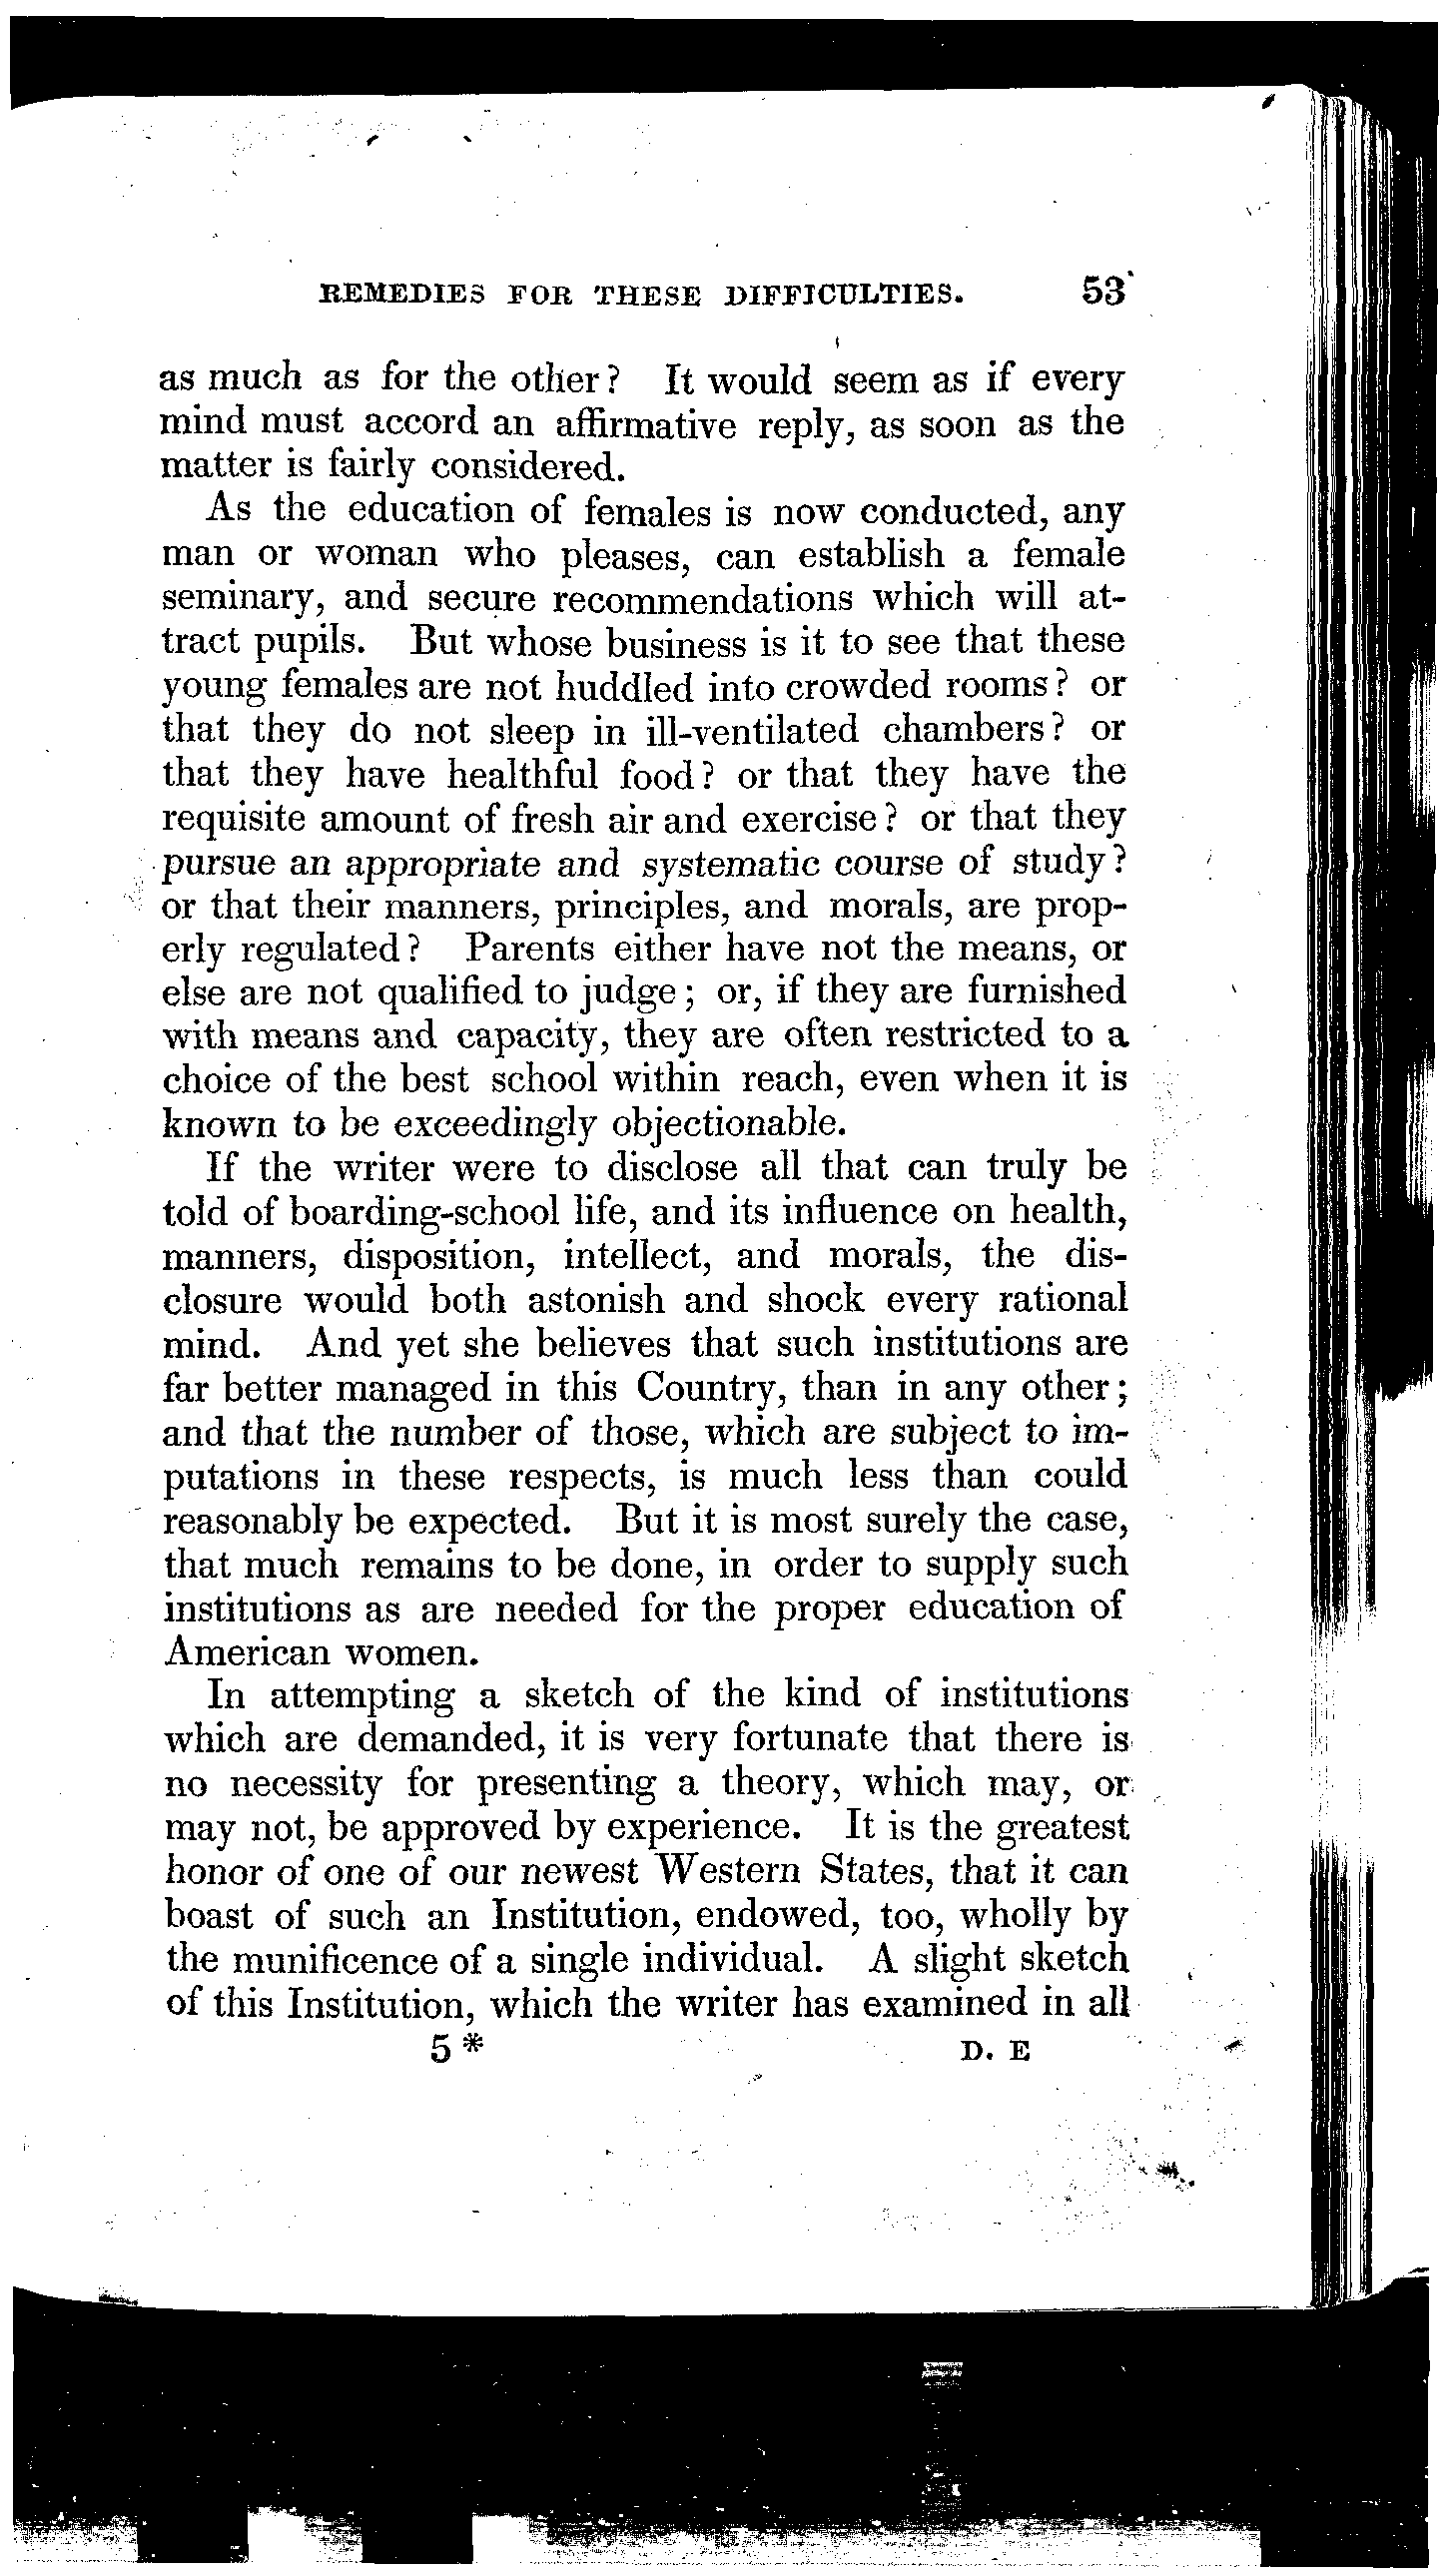 REMEDIES FOR THESE DIFFICULTIES. 53
as much as for the other? It would seem as if every
mind must accord an affirmative reply, as soon as the
matter is fairly considered.
As the education of females is now conducted, any
man or woman who pleases, can establish a female
seminary, and secure recommendations which will at-
tract pupils. But whose business is it to see that these
young females are not huddled into crowded rooms? or
that they do not sleep in ill-ventilated chambers? or
that they have healthful food? or that they have the
requisite amount of fresh air and exercise? or that they
pursue an appropriate and systematic course of study?
or that their manners, principles, and morals, are prop-
erly regulated? Parents either have not the means, or
else are not qualified to judge; or, if they are furnished
with means and capacity, they are often restricted to a
choice of the best school within reach, even when it is
known to be exceedingly objectionable.
If the writer were to disclose all that can truly be
told of boarding-school life, and its influence on health,
manners, disposition, intellect, and morals, the dis-
closure would both astonish and shock every rational
mind. And yet she believes that such institutions are
far better managed in this Country, than in any other;
and that the number of those, which are subject to im-
putations in these respects, is much less than could
reasonably be expected. But it is most surely the case,
that much remains to be done, in order to supply such
institutions as are needed for the proper education of
American women.
In attempting a sketch of the kind of institutions
which are demanded, it is very fortunate that there is
no necessity for presenting a theory, which may, or
may not, be approved by experience. It is the greatest
honor of one of our newest Western States, that it can
boast of such an Institution, endowed, too, wholly by
the munificence of a single individual. A slight sketch
of this Institution, which the writer has examined in all
5* D. E